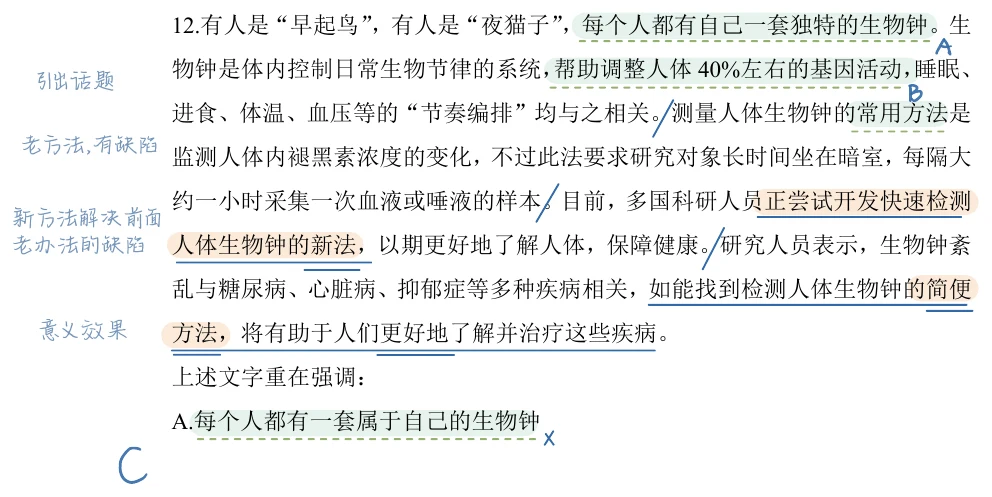 12.有人是“早起鸟”，有人是“夜猫子”，每个人都有自己一套独特的生物钟。生
A
引出话题
物钟是体内控制日常生物节律的系统，帮助调整人体 40%左右的基因活动，睡眠、
B
进食、体温、血压等的“节奏编排”均与之相关。测量人体生物钟的常用方法是
老方法,有缺陷
监测人体内褪黑素浓度的变化，不过此法要求研究对象长时间坐在暗室，每隔大
约一小时采集一次血液或唾液的样本。目前，多国科研人员正尝试开发快速检测
新方法解决前面
老办法的缺陷
人体生物钟的新法，以期更好地了解人体，保障健康。研究人员表示，生物钟紊
乱与糖尿病、心脏病、抑郁症等多种疾病相关，如能找到检测人体生物钟的简便
意义效果
方法，将有助于人们更好地了解并治疗这些疾病。
上述文字重在强调：
A.每个人都有一套属于自己的生物钟
x
C